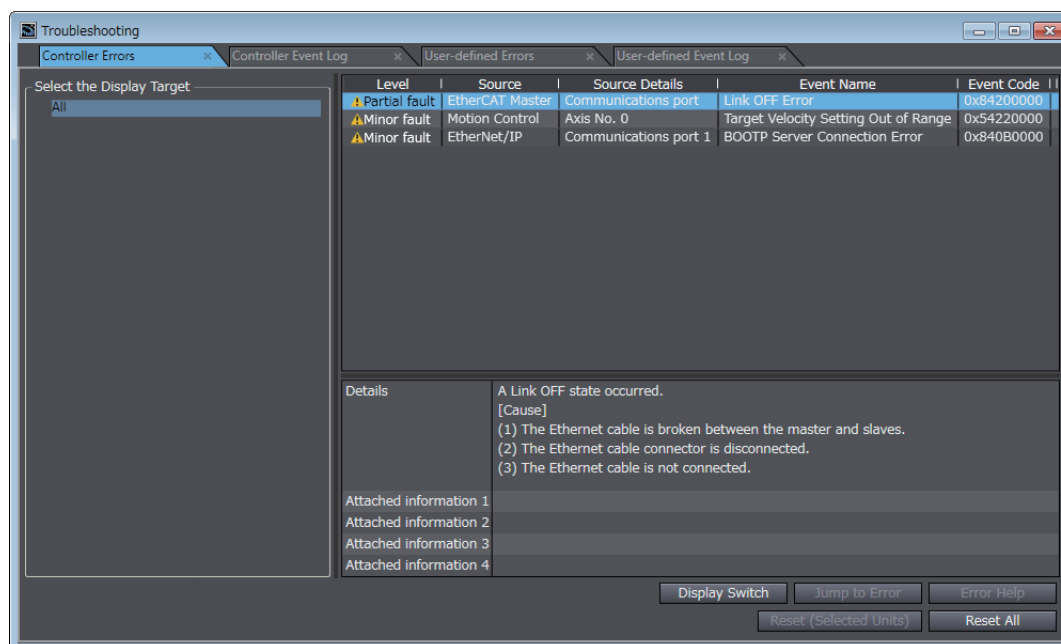 Troubleshooting
Controller Errors
Controller Event Log
User-defined Errors
User-defined Event Log
Select the Display Target
All
Level Source Source Details Event Name Event Code
Partial fault EtherCAT Master Communications port Link OFF Error 0x84200000
Minor fault Motion Control Axis No. 0 Target Velocity Setting Out of Range 0x54220000
Minor fault EtherNet/IP Communications port 1 BOOTP Server Connection Error 0x840B0000
Details A Link OFF state occurred.
[Cause]
(1) The Ethernet cable is broken between the master and slaves.
(2) The Ethernet cable connector is disconnected.
(3) The Ethernet cable is not connected.
Attached information 1
Attached information 2
Attached information 3
Attached information 4
Display Switch Jump to Error Error Help
Reset (Selected Units) Reset All